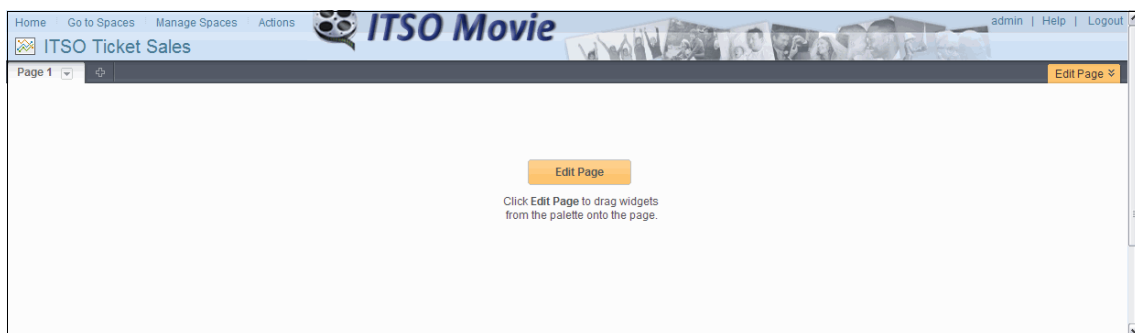 Home Go to Spaces Manage Spaces Actions ITSO Movie admin | Help | Logout
ITSO Ticket Sales
Page 1 Edit Page
Edit Page
Click Edit Page to drag widgets
from the palette onto the page.